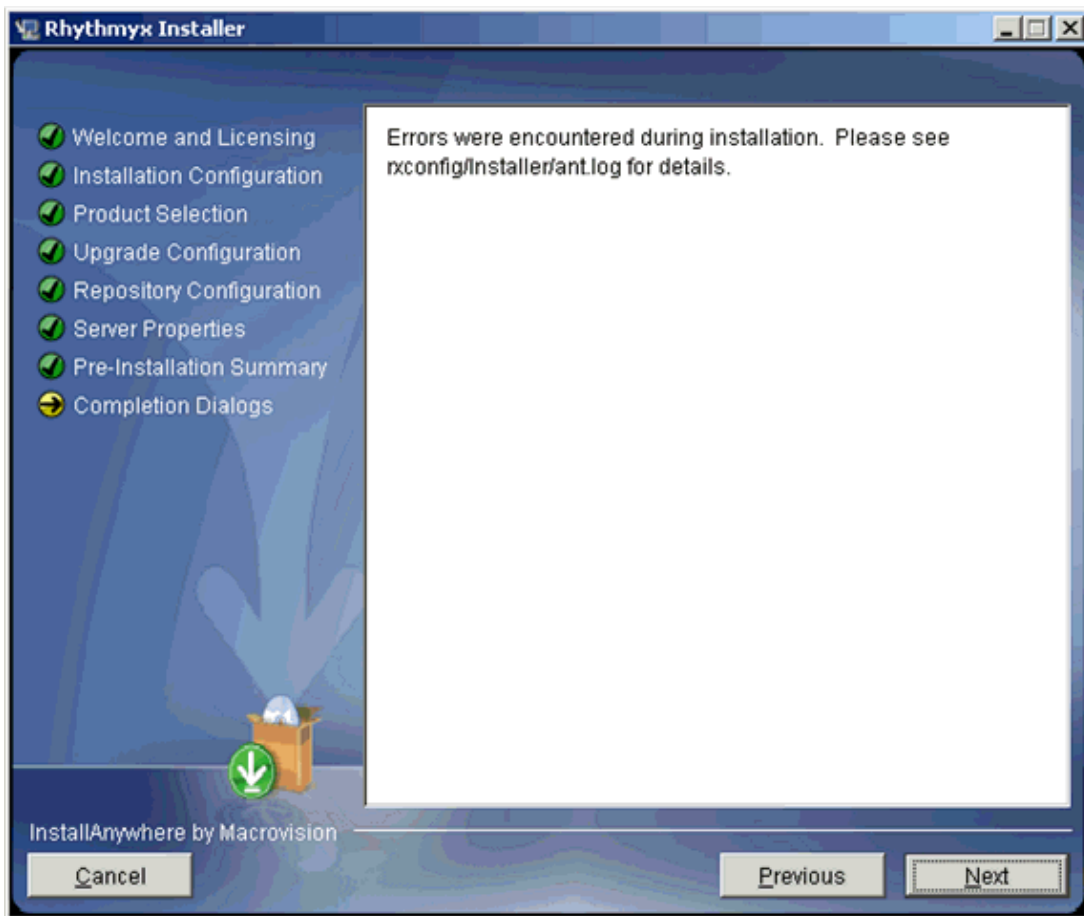 Rhythmyx Installer
Welcome and Licensing
Installation Configuration
Product Selection
Upgrade Configuration
Repository Configuration
Server Properties
Pre-Installation Summary
Completion Dialogs
Errors were encountered during installation. Please see
rxconfig/Installer/ant.log for details.
InstallAnywhere by Macrovision
Cancel
Previous
Next